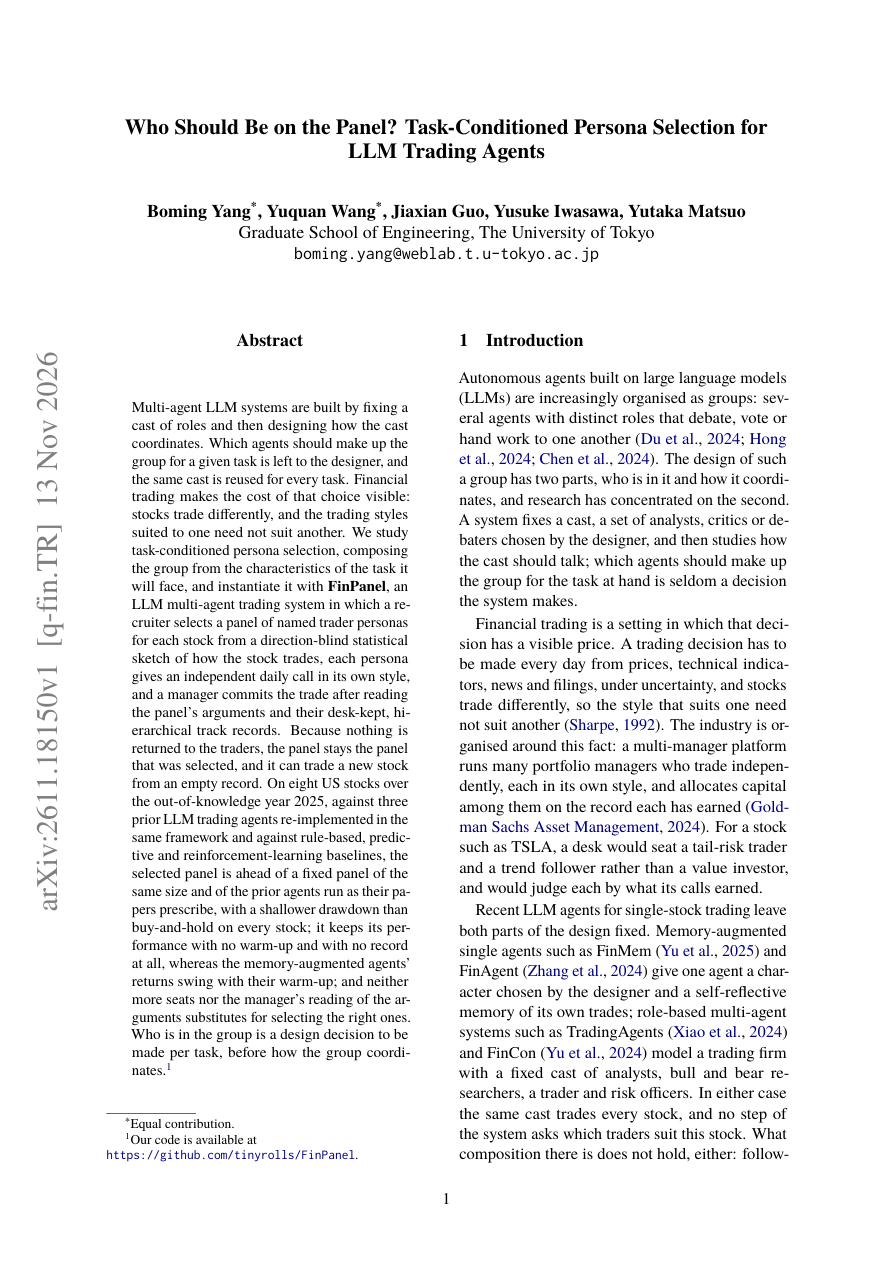 Who Should Be on the Panel? Task-Conditioned Persona Selection for
LLM Trading Agents
Boming Yang*, Yuquan Wang*, Jiaxian Guo, Yusuke Iwasawa, Yutaka Matsuo
Graduate School of Engineering, The University of Tokyo
boming.yang@weblab.t.u-tokyo.ac.jp
arXiv:2611.18150v1 [q-fin.TR] 13 Nov 2026
Abstract
Multi-agent LLM systems are built by fixing a
cast of roles and then designing how the cast
coordinates. Which agents should make up the
group for a given task is left to the designer, and
the same cast is reused for every task. Financial
trading makes the cost of that choice visible:
stocks trade differently, and the trading styles
suited to one need not suit another. We study
task-conditioned persona selection, composing
the group from the characteristics of the task it
will face, and instantiate it with FinPanel, an
LLM multi-agent trading system in which a re-
cruiter selects a panel of named trader personas
for each stock from a direction-blind statistical
sketch of how the stock trades, each persona
gives an independent daily call in its own style,
and a manager commits the trade after reading
the panel's arguments and their desk-kept, hi-
erarchical track records. Because nothing is
returned to the traders, the panel stays the panel
that was selected, and it can trade a new stock
from an empty record. On eight US stocks over
the out-of-knowledge year 2025, against three
prior LLM trading agents re-implemented in the
same framework and against rule-based, predic-
tive and reinforcement-learning baselines, the
selected panel is ahead of a fixed panel of the
same size and of the prior agents run as their pa-
pers prescribe, with a shallower drawdown than
buy-and-hold on every stock; it keeps its per-
formance with no warm-up and with no record
at all, whereas the memory-augmented agents'
returns swing with their warm-up; and neither
more seats nor the manager's reading of the ar-
guments substitutes for selecting the right ones.
Who is in the group is a design decision to be
made per task, before how the group coordi-
nates.1
*Equal contribution.
1Our code is available at
https://github.com/tinyrolls/FinPanel.
1 Introduction
Autonomous agents built on large language models
(LLMs) are increasingly organised as groups: sev-
eral agents with distinct roles that debate, vote or
hand work to one another (Du et al., 2024; Hong
et al., 2024; Chen et al., 2024). The design of such
a group has two parts, who is in it and how it coordi-
nates, and research has concentrated on the second.
A system fixes a cast, a set of analysts, critics or de-
baters chosen by the designer, and then studies how
the cast should talk; which agents should make up
the group for the task at hand is seldom a decision
the system makes.
Financial trading is a setting in which that deci-
sion has a visible price. A trading decision has to
be made every day from prices, technical indica-
tors, news and filings, under uncertainty, and stocks
trade differently, so the style that suits one need
not suit another (Sharpe, 1992). The industry is or-
ganised around this fact: a multi-manager platform
runs many portfolio managers who trade indepen-
dently, each in its own style, and allocates capital
among them on the record each has earned (Gold-
man Sachs Asset Management, 2024). For a stock
such as TSLA, a desk would seat a tail-risk trader
and a trend follower rather than a value investor,
and would judge each by what its calls earned.
Recent LLM agents for single-stock trading leave
both parts of the design fixed. Memory-augmented
single agents such as FinMem (Yu et al., 2025) and
FinAgent (Zhang et al., 2024) give one agent a char-
acter chosen by the designer and a self-reflective
memory of its own trades; role-based multi-agent
systems such as TradingAgents (Xiao et al., 2024)
and FinCon (Yu et al., 2024) model a trading firm
with a fixed cast of analysts, bull and bear re-
searchers, a trader and risk officers. In either case
the same cast trades every stock, and no step of
the system asks which traders suit this stock. What
composition there is does not hold, either: follow-
1